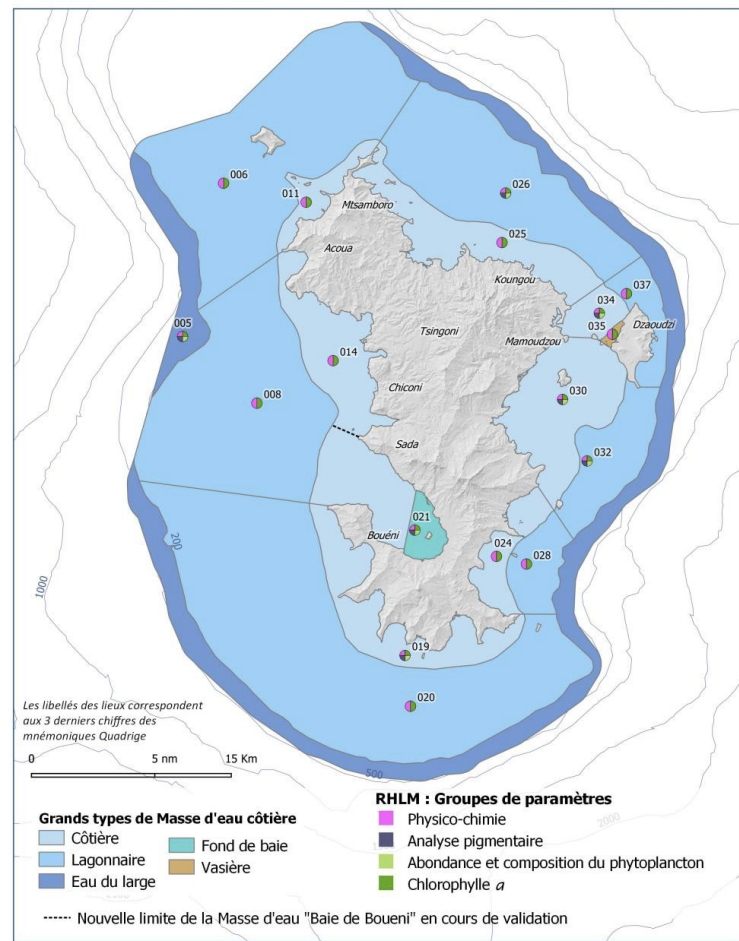 006
011
026
Mtsamboro
025
Acoua
Koungou
037
034
005
035
Dzaoudzi
Tsingoni
Mamoudzou
014
Chiconi
030
008
Sada
032
021
Bouéni
200
024
028
1000
019
020
Les libellés des lieux correspondent
aux 3 derniers chiffres des
mnémoniques Quadrige
0 5 nm 15 Km
500
2000
Grands types de Masse d'eau côtière
Côtière
Lagonnaire
Eau du large
Fond de baie
Vasière
RHLM : Groupes de paramètres
Physico-chimie
Analyse pigmentaire
Abondance et composition du phytoplancton
Chlorophylle a
Nouvelle limite de la Masse d'eau "Baie de Boueni" en cours de validation